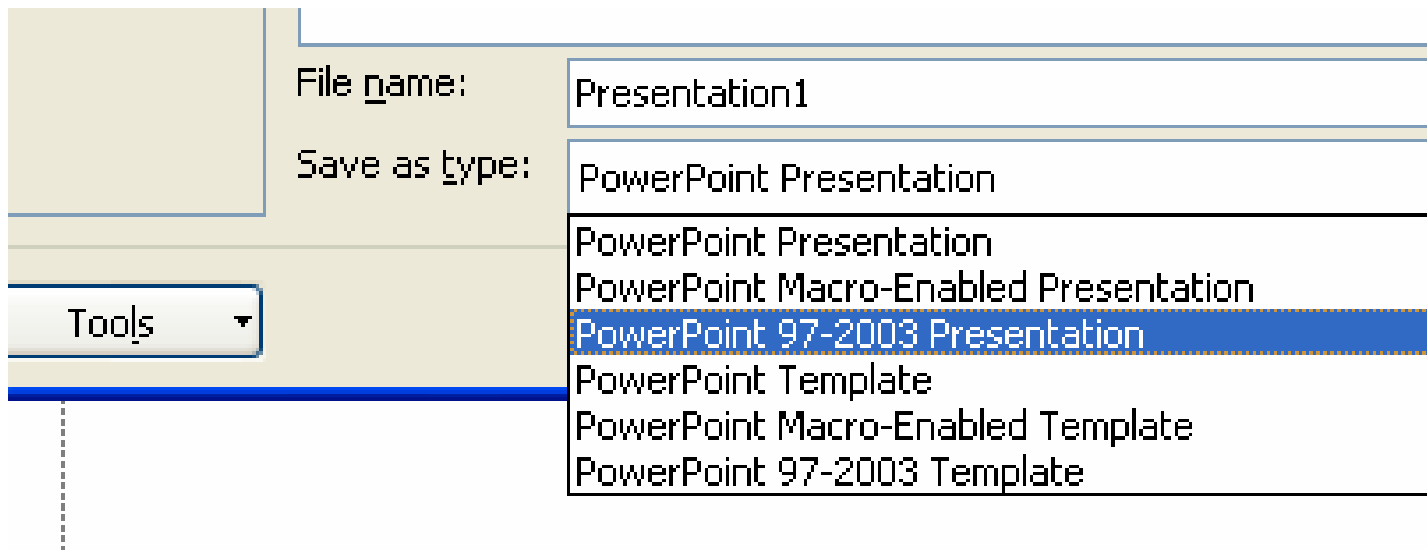 File name:
Presentation1
Save as type:
PowerPoint Presentation
PowerPoint Presentation
PowerPoint Macro-Enabled Presentation
Tools
PowerPoint 97-2003 Presentation
PowerPoint Template
PowerPoint Macro-Enabled Template
PowerPoint 97-2003 Template